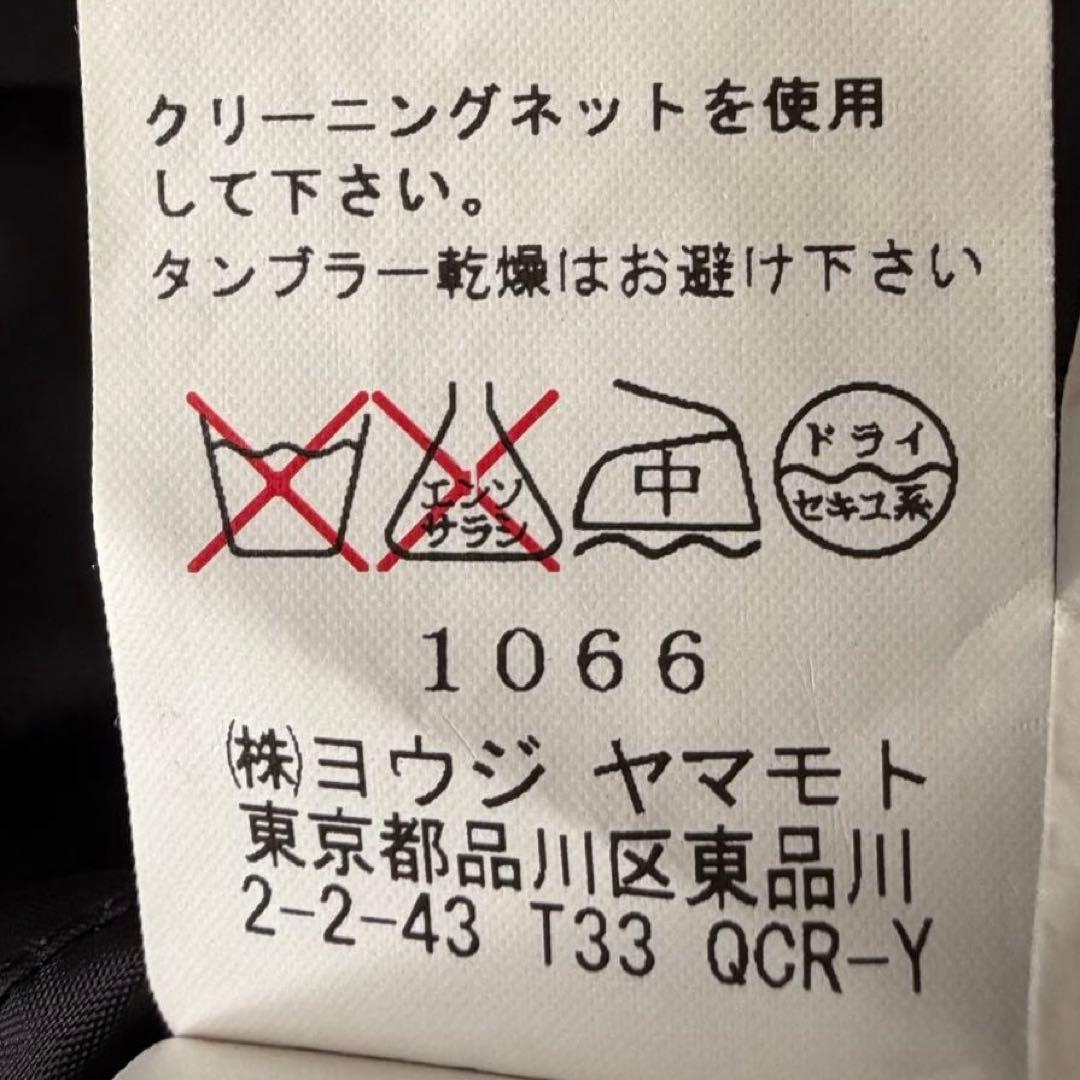 クリーニングネットを使用
して下さい。
タンブラー乾燥はお避け下さい
エンソ
サラシ
中
ドライ
セキユ系
1066
㈱ヨウジ ヤマモト
東京都品川区東品川
2-2-43 T33 QCR-Y